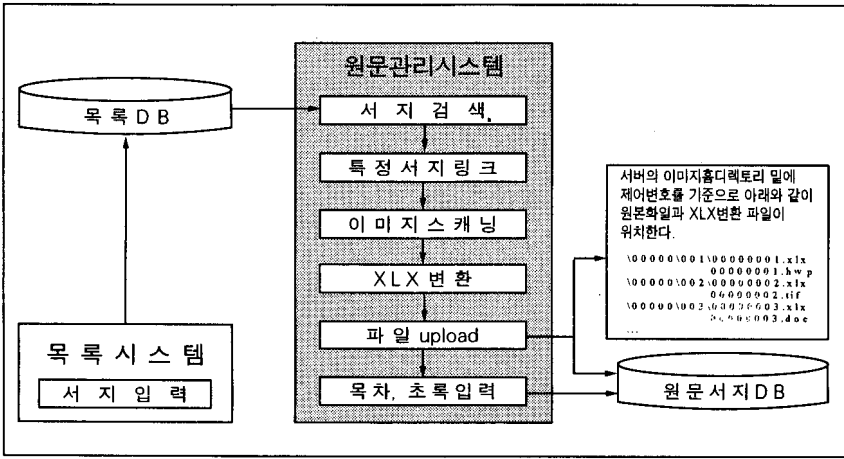 원문관리시스템
목록DB
서지검색
특정서지링크
이미지스캐닝
XLX변환
파일 upload
목차, 초록입력
목록시스템
서지입력
서버의 이미지홈디렉토리 밑에
제어번호를 기준으로 아래와 같이
원본화일과 XLX변환 파일이
위치한다.
\00000\001\00000001.xlx
00000001.hwp
\00000\002\00000002.xlx
00000002.tif
\00000\003\00000003.xlx
00000003.doc
...
원문서지DB